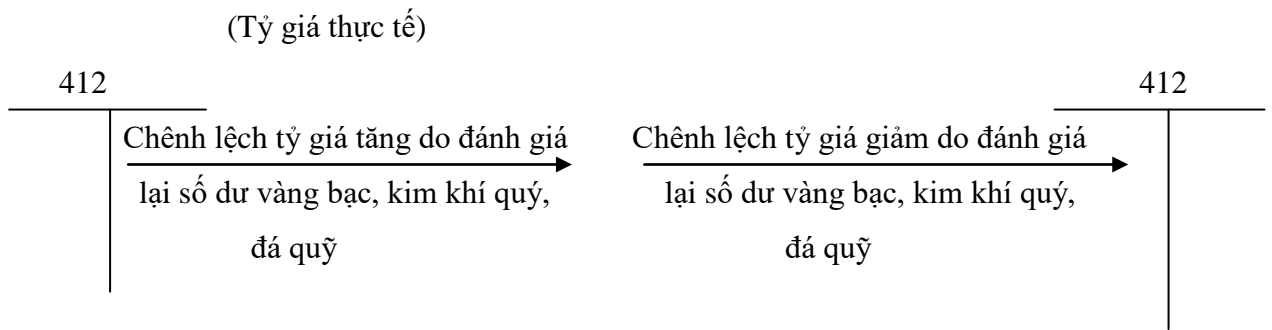 (Tỷ giá thực tế)
412
412
Chênh lệch tỷ giá tăng do đánh giá
lại số dư vàng bạc, kim khí quý,
đá quỹ
Chênh lệch tỷ giá giảm do đánh giá
lại số dư vàng bạc, kim khí quý,
đá quỹ